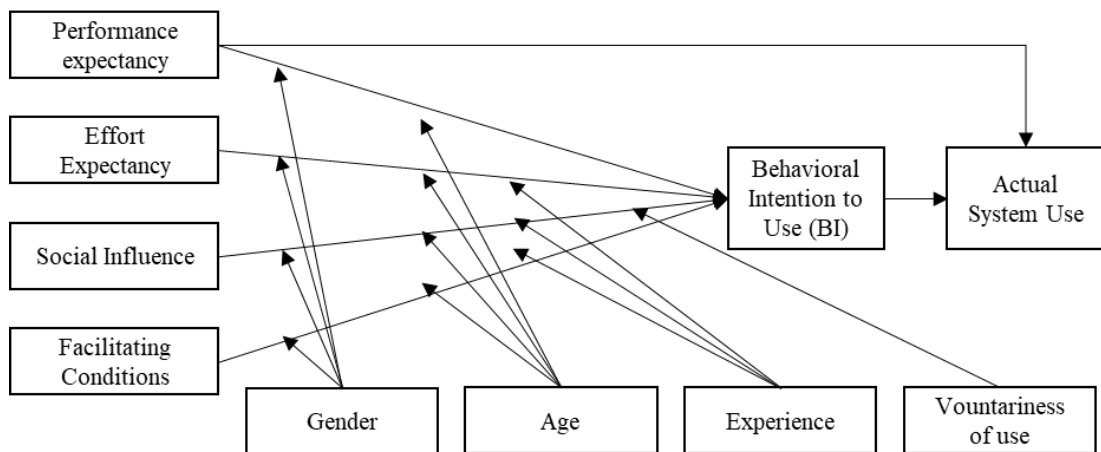 Performance
expectancy
Effort
Expectancy
Social Influence
Facilitating
Conditions
Behavioral
Intention to
Use (BI)
Actual
System Use
Gender
Age
Experience
Vountariness
of use